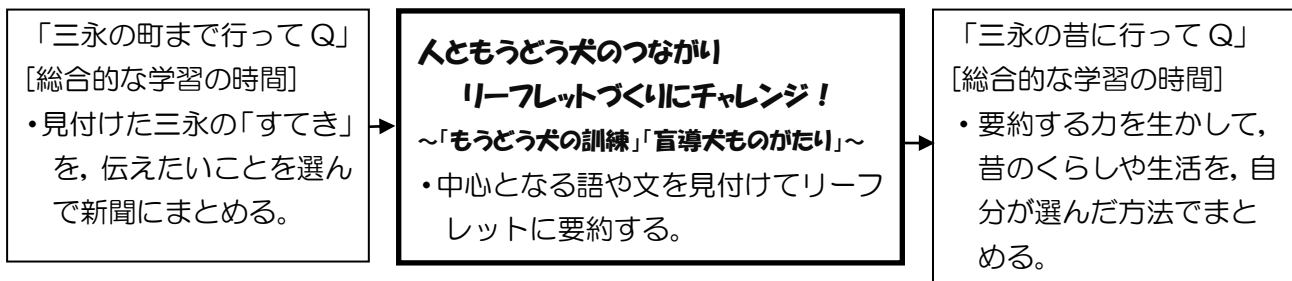 「三永の町まで行ってQ」
[総合的な学習の時間]
・見付けた三永の「すてき」
を，伝えたいことを選ん
で新聞にまとめる。
人ともうどう犬のつながり
リーフレットづくりにチャレンジ！
～「もうどう犬の訓練」「盲導犬ものがたり」～
・中心となる語や文を見付けてリーフ
レットに要約する。
「三永の昔に行ってQ」
[総合的な学習の時間]
・要約する力を生かして，
昔のくらしや生活を，自
分が選んだ方法でまと
める。